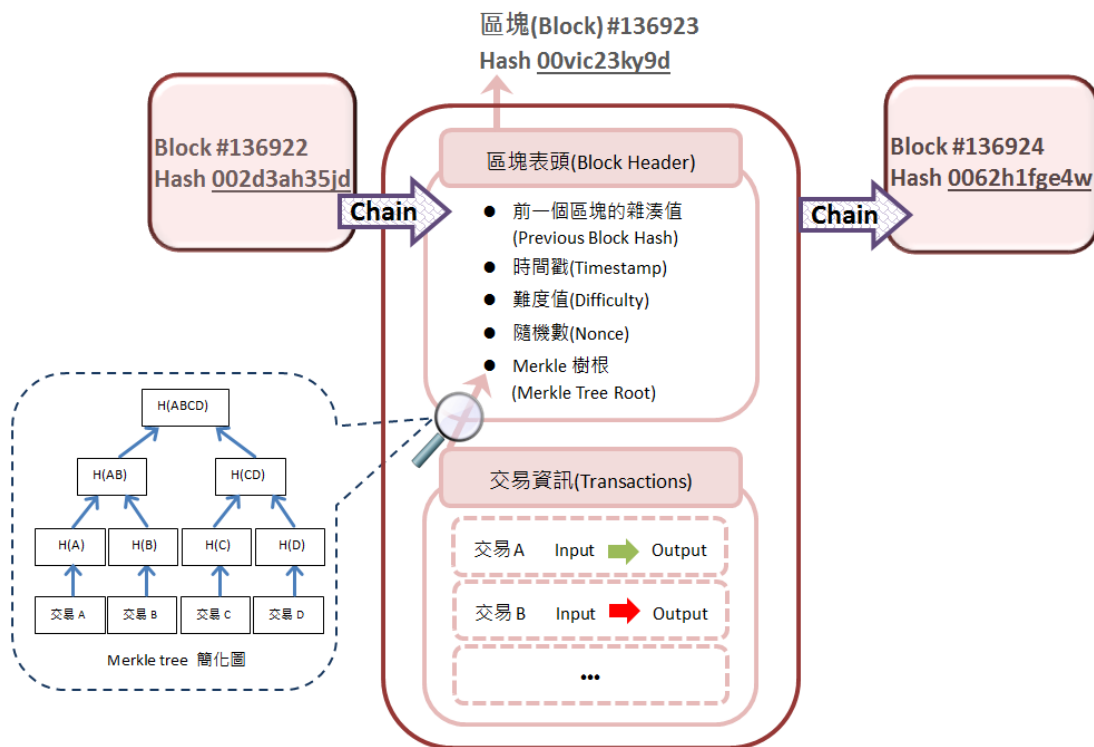 區塊(Block) #136923
Hash 00vic23ky9d
Block #136922
Hash 002d3ah35jd
Chain
區塊表頭(Block Header)
● 前一個區塊的雜湊值
(Previous Block Hash)
● 時間戳(Timestamp)
● 難度值(Difficulty)
● 隨機數(Nonce)
● Merkle 樹根
(Merkle Tree Root)
Chain
Block #136924
Hash 0062h1fge4w
H(ABCD)
H(AB) H(CD)
H(A) H(B) H(C) H(D)
交易 A 交易 B 交易 C 交易 D
Merkle tree 簡化圖
交易資訊(Transactions)
交易 A Input Output
交易 B Input Output
•••